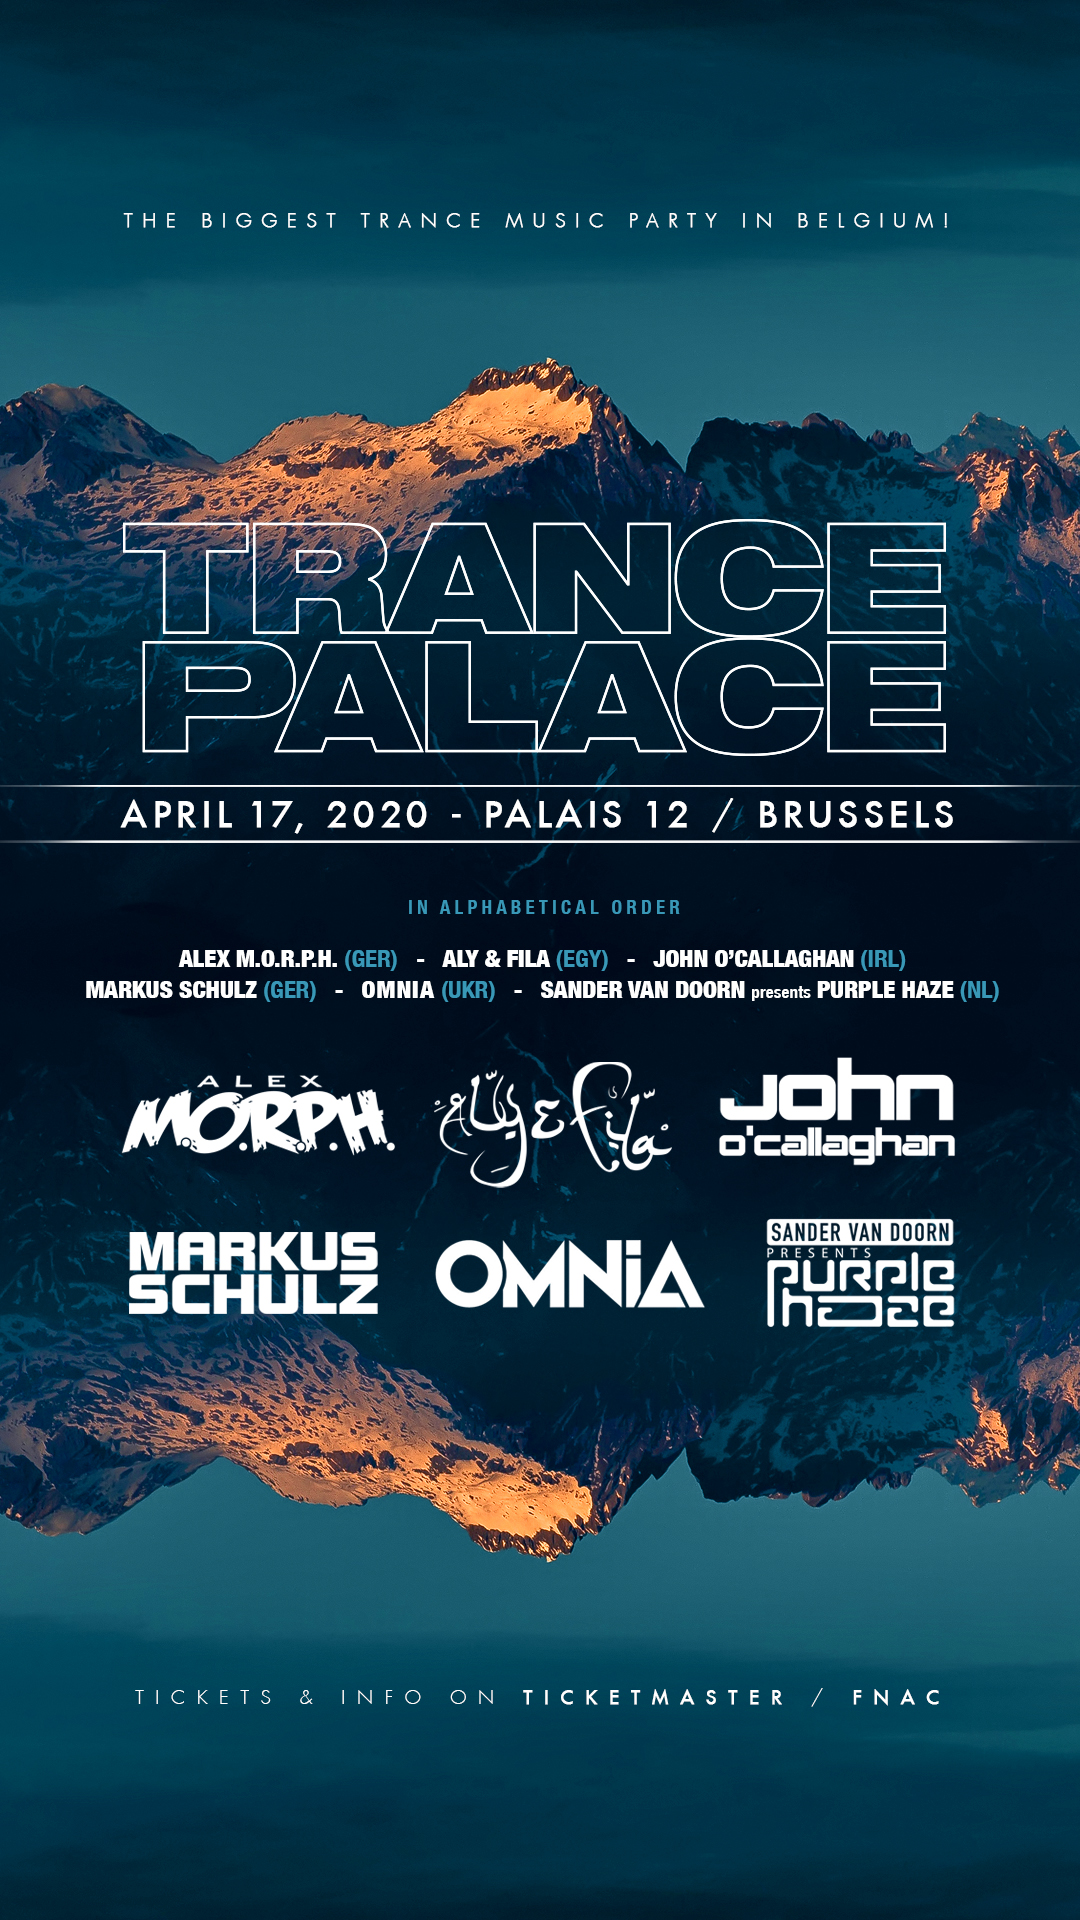 THE BIGGEST TRANCE MUSIC PARTY IN BELGIUM!
TRANCE
PALACE
APRIL 17, 2020 - PALAIS 12 / BRUSSELS
IN ALPHABETICAL ORDER
ALEX M.O.R.P.H. (GER) - ALY & FILA (EGY) - JOHN O'CALLAGHAN (IRL)
MARKUS SCHULZ (GER) - OMNIA (UKR) - SANDER VAN DOORN presents PURPLE HAZE (NL)
ALEX
M.O.R.P.H.
Aly & Fila
john
o'callaghan
MARKUS
SCHULZ
OMNiA
SANDER VAN DOORN
PRESENTS
PURPLE
HAZE
TICKETS & INFO ON TICKETMASTER / FNAC